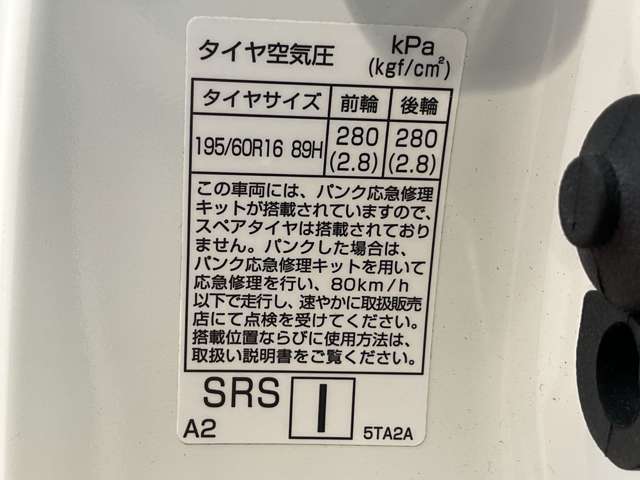 タイヤ空気圧 kPa
(kgf/cm²)
タイヤサイズ 前輪 後輪
195/60R16 89H 280 280
(2.8) (2.8)
この車両には、パンク応急修理
キットが搭載されていますので、
スペアタイヤは搭載されており
ません。パンクした場合は、
パンク応急修理キットを用いて
応急修理を行い、80km/h
以下で走行し、速やかに取扱販売
店にて点検を受けてください。
搭載位置ならびに使用方法は、
取扱い説明書をご覧ください。
SRS I
A2 5TA2A